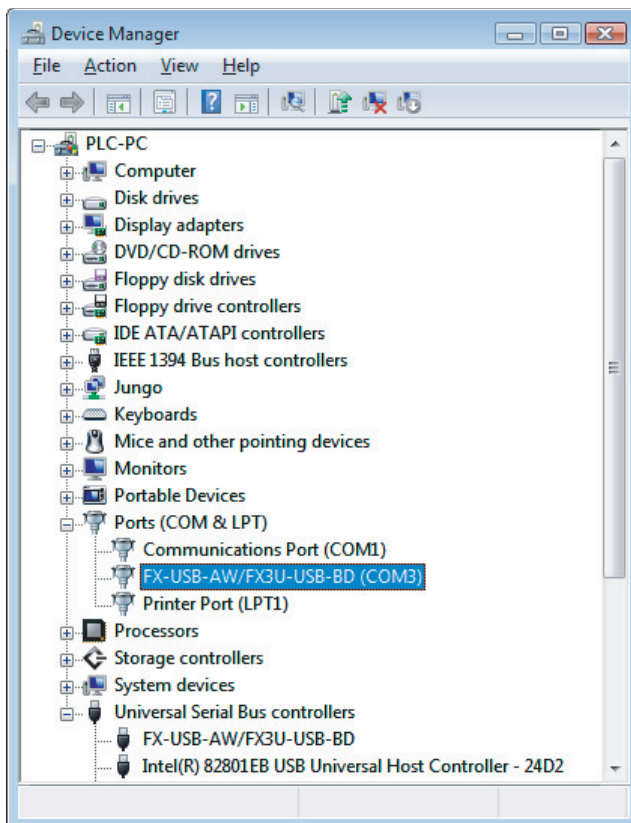 Device Manager
File Action View Help
PLC-PC
Computer
Disk drives
Display adapters
DVD/CD-ROM drives
Floppy disk drives
Floppy drive controllers
IDE ATA/ATAPI controllers
IEEE 1394 Bus host controllers
Jungo
Keyboards
Mice and other pointing devices
Monitors
Portable Devices
Ports (COM & LPT)
Communications Port (COM1)
FX-USB-AW/FX3U-USB-BD (COM3)
Printer Port (LPT1)
Processors
Storage controllers
System devices
Universal Serial Bus controllers
FX-USB-AW/FX3U-USB-BD
Intel(R) 82801EB USB Universal Host Controller - 24D2